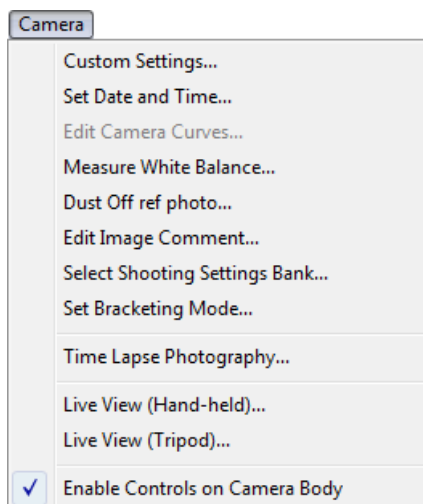 Camera
Custom Settings...
Set Date and Time...
Edit Camera Curves...
Measure White Balance...
Dust Off ref photo...
Edit Image Comment...
Select Shooting Settings Bank...
Set Bracketing Mode...
Time Lapse Photography...
Live View (Hand-held)...
Live View (Tripod)...
Enable Controls on Camera Body